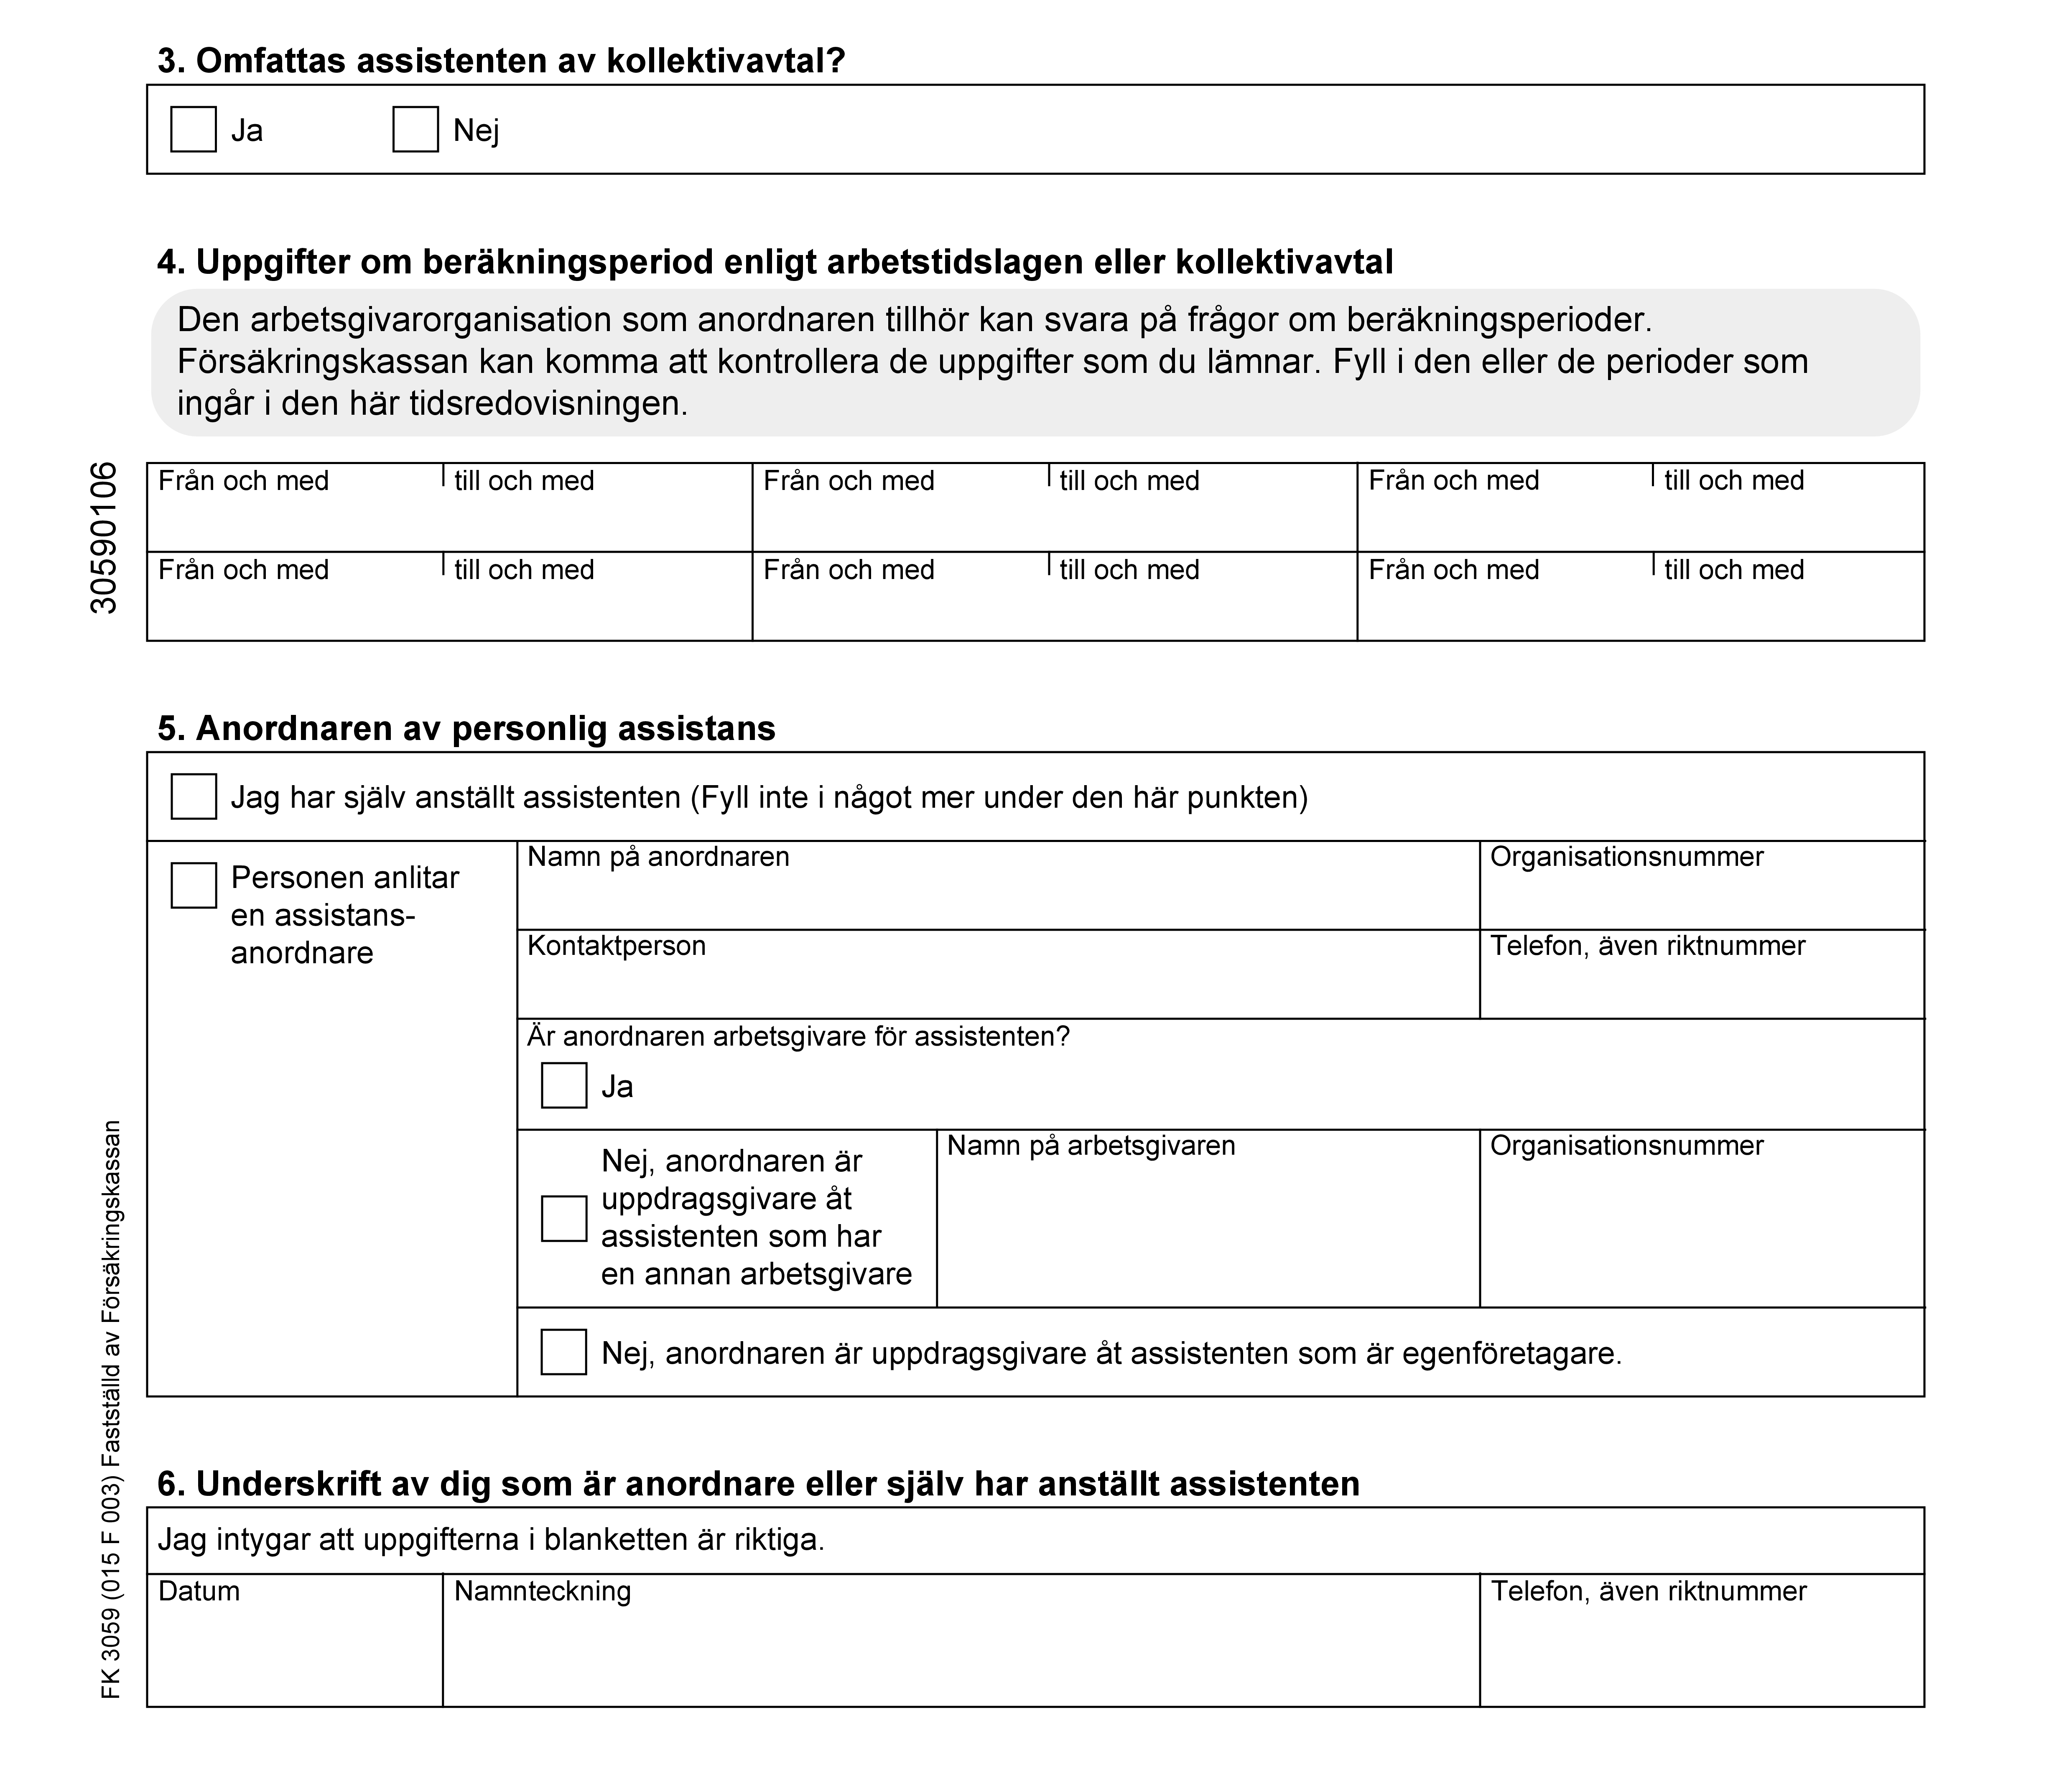 3. Omfattas assistenten av kollektivavtal?
Ja Nej
4. Uppgifter om beräkningsperiod enligt arbetstidslagen eller kollektivavtal
Den arbetsgivarorganisation som anordnaren tillhör kan svara på frågor om beräkningsperioder.
Försäkringskassan kan komma att kontrollera de uppgifter som du lämnar. Fyll i den eller de perioder som
ingår i den här tidsredovisningen.
Från och med till och med Från och med till och med Från och med till och med
Från och med till och med Från och med till och med Från och med till och med
30590106
5. Anordnaren av personlig assistans
Jag har själv anställt assistenten (Fyll inte i något mer under den här punkten)
Personen anlitar
en assistans-
anordnare
Namn på anordnaren Organisationsnummer
Kontaktperson Telefon, även riktnummer
Är anordnaren arbetsgivare för assistenten?
Ja
Nej, anordnaren är
uppdragsgivare åt
assistenten som har
en annan arbetsgivare
Namn på arbetsgivaren Organisationsnummer
Nej, anordnaren är uppdragsgivare åt assistenten som är egenföretagare.
6. Underskrift av dig som är anordnare eller själv har anställt assistenten
Jag intygar att uppgifterna i blanketten är riktiga.
Datum Namnteckning Telefon, även riktnummer
FK 3059 (015 F 003) Fastställd av Försäkringskassan